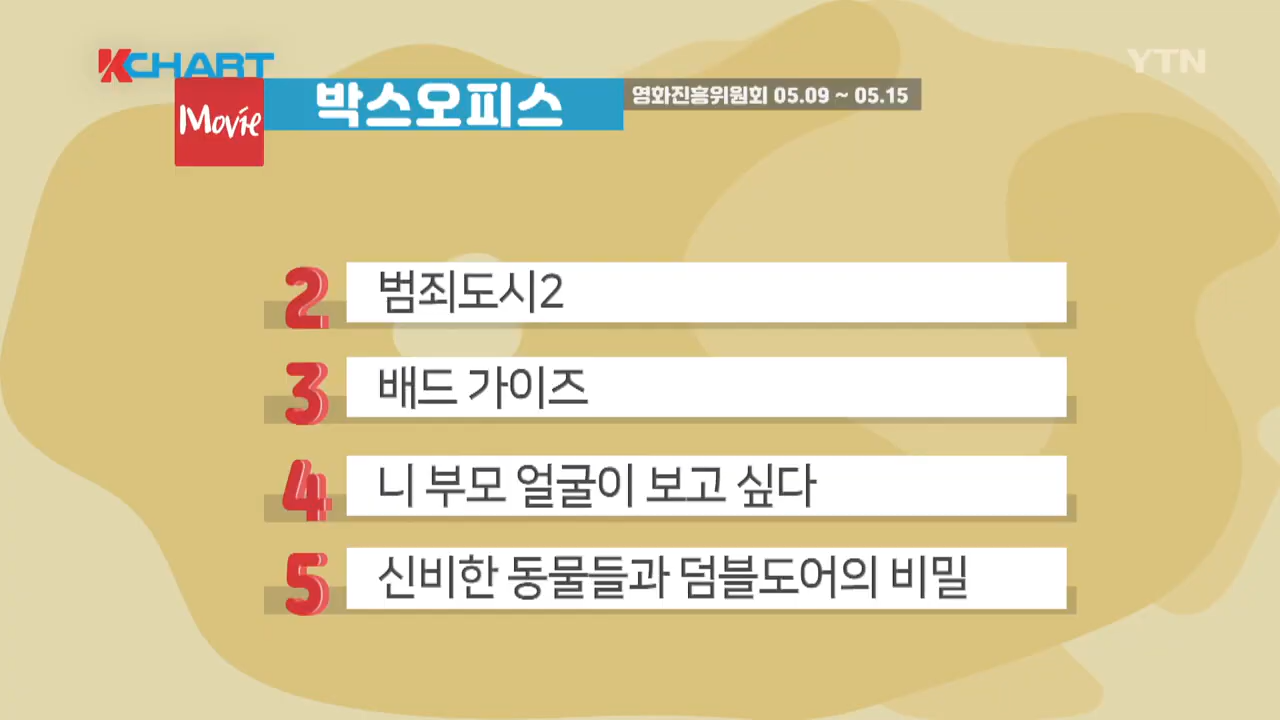 KCHART
YTN
Movie
박스오피스
영화진흥위원회 05.09 ~ 05.15
2 범죄도시2
3 배드 가이즈
4 니 부모 얼굴이 보고 싶다
5 신비한 동물들과 덤블도어의 비밀